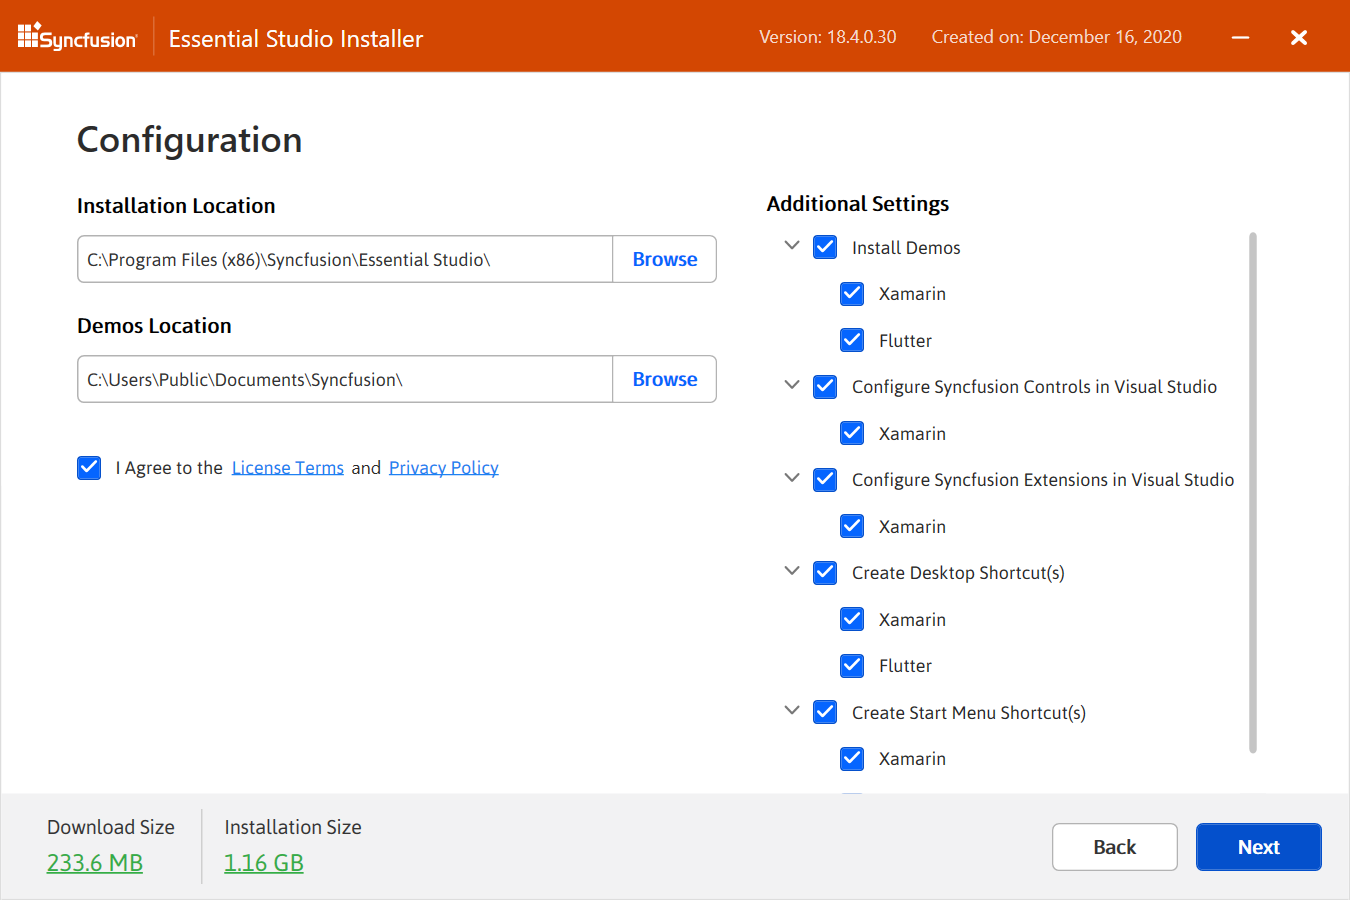 Syncfusion Essential Studio Installer Version: 18.4.0.30 Created on: December 16, 2020
Configuration
Installation Location
C:\Program Files (x86)\Syncfusion\Essential Studio\ Browse
Demos Location
C:\Users\Public\Documents\Syncfusion\ Browse
I Agree to the License Terms and Privacy Policy
Additional Settings
Install Demos
Xamarin
Flutter
Configure Syncfusion Controls in Visual Studio
Xamarin
Configure Syncfusion Extensions in Visual Studio
Xamarin
Create Desktop Shortcut(s)
Xamarin
Flutter
Create Start Menu Shortcut(s)
Xamarin
Download Size
233.6 MB
Installation Size
1.16 GB
Back
Next